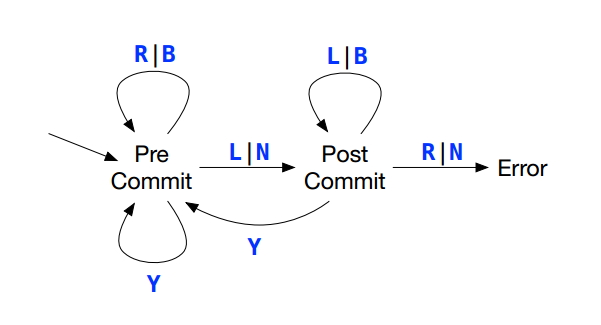 R|B
L|B
Pre
Commit
L|N
Post
Commit
R|N
Error
Y
Y